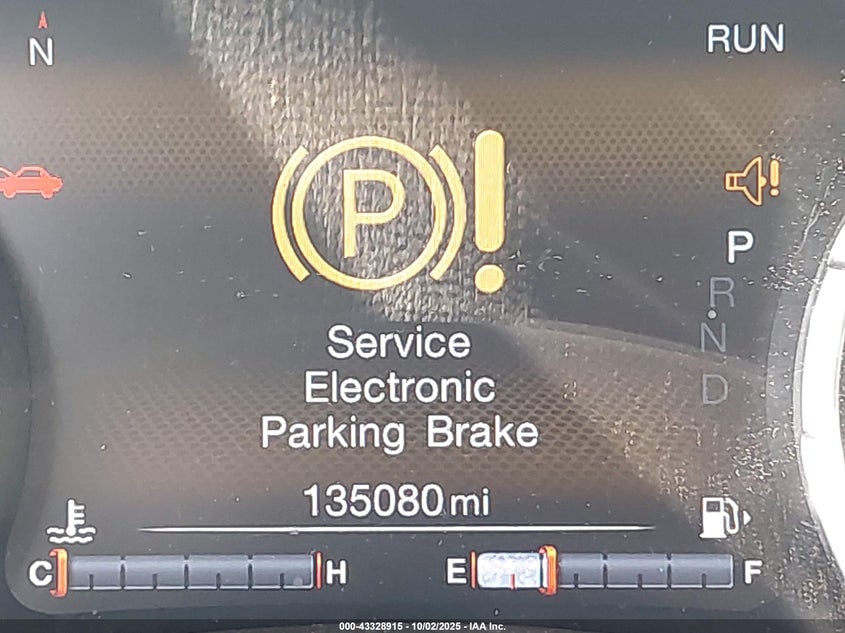 N
RUN
P
P
R
N
D
Service
Electronic
Parking Brake
135080 mi
C H E F
000-43328915 - 10/02/2025 - IAA Inc.